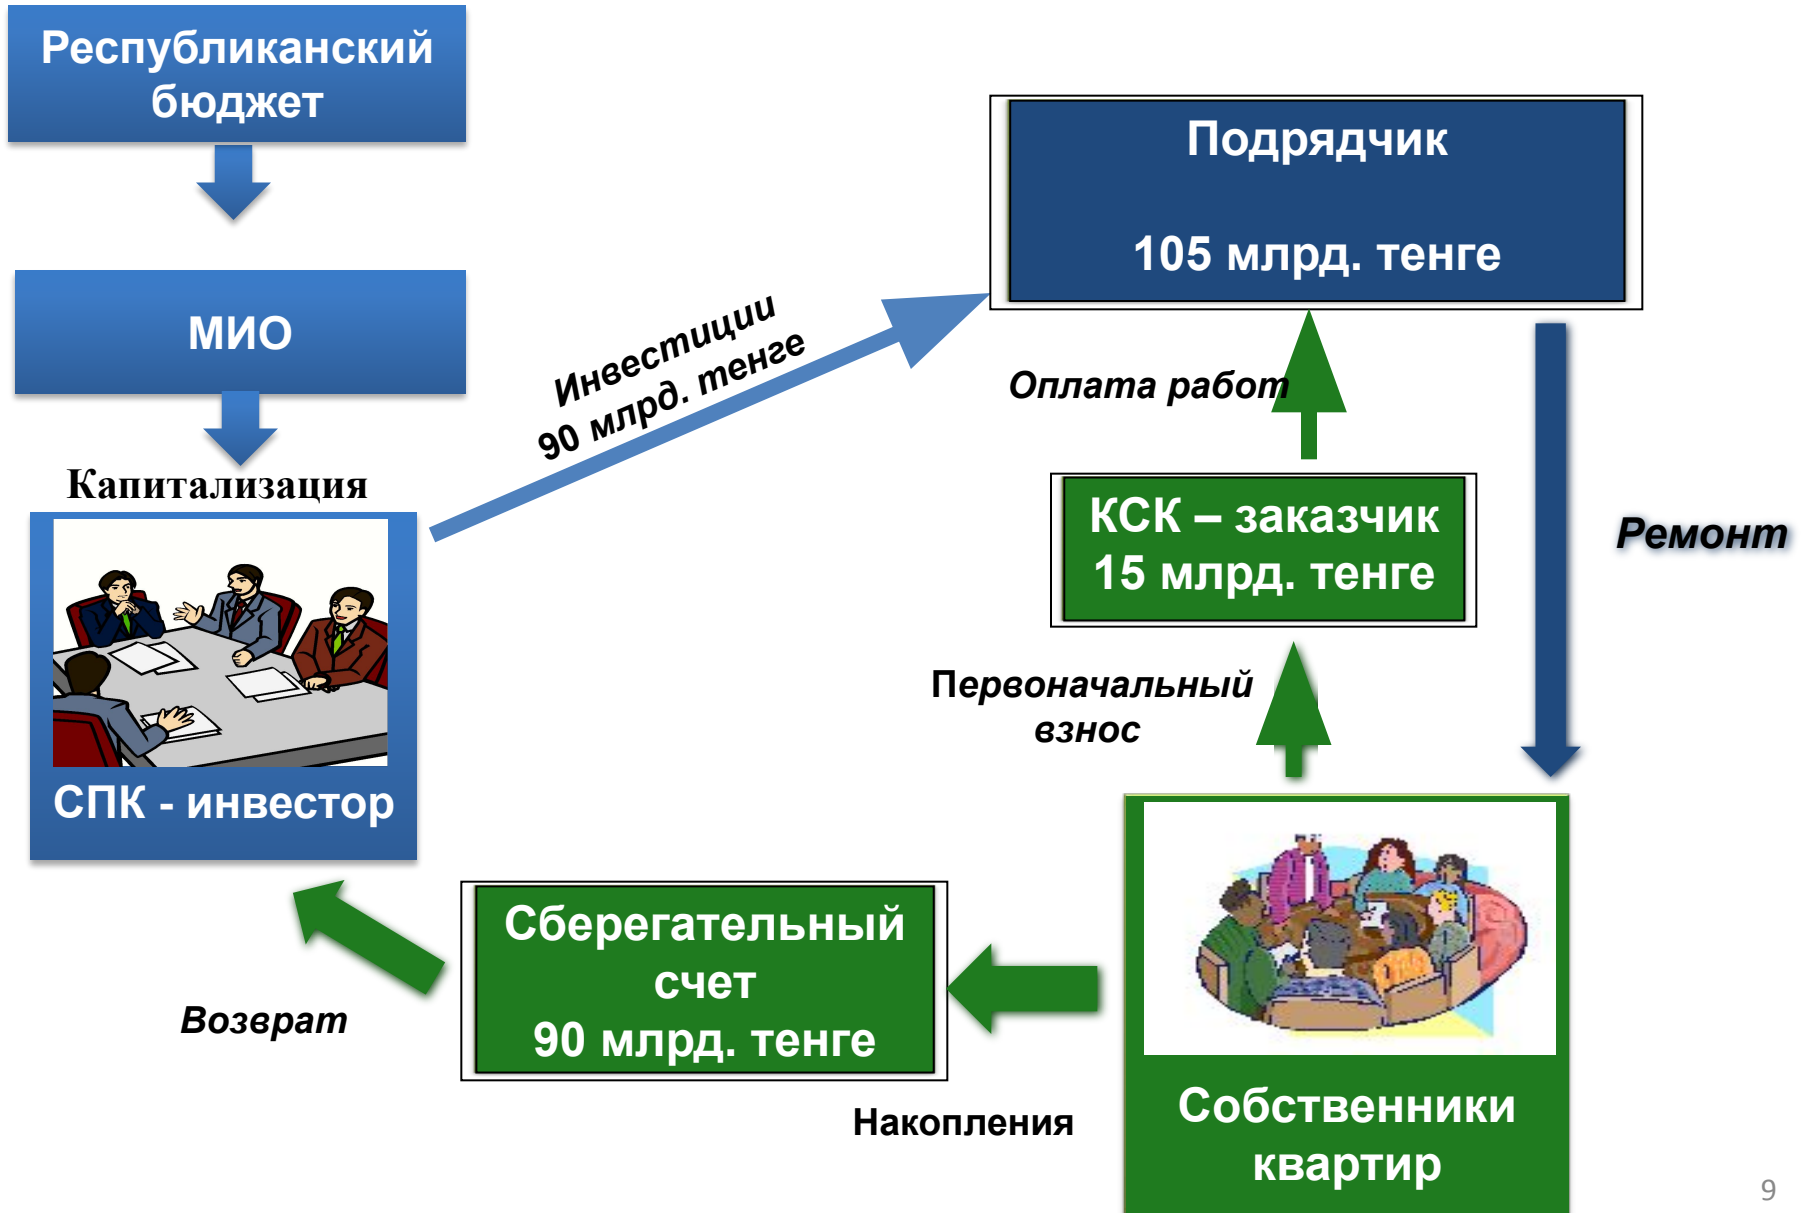 Республиканский
бюджет
МИО
Капитализация
СПК - инвестор
Инвестиции
90 млрд. тенге
Подрядчик
105 млрд. тенге
Оплата работ
КСК – заказчик
15 млрд. тенге
Ремонт
Первоначальный
взнос
Сберегательный
счет
90 млрд. тенге
Возврат
Накопления
Собственники
квартир
9